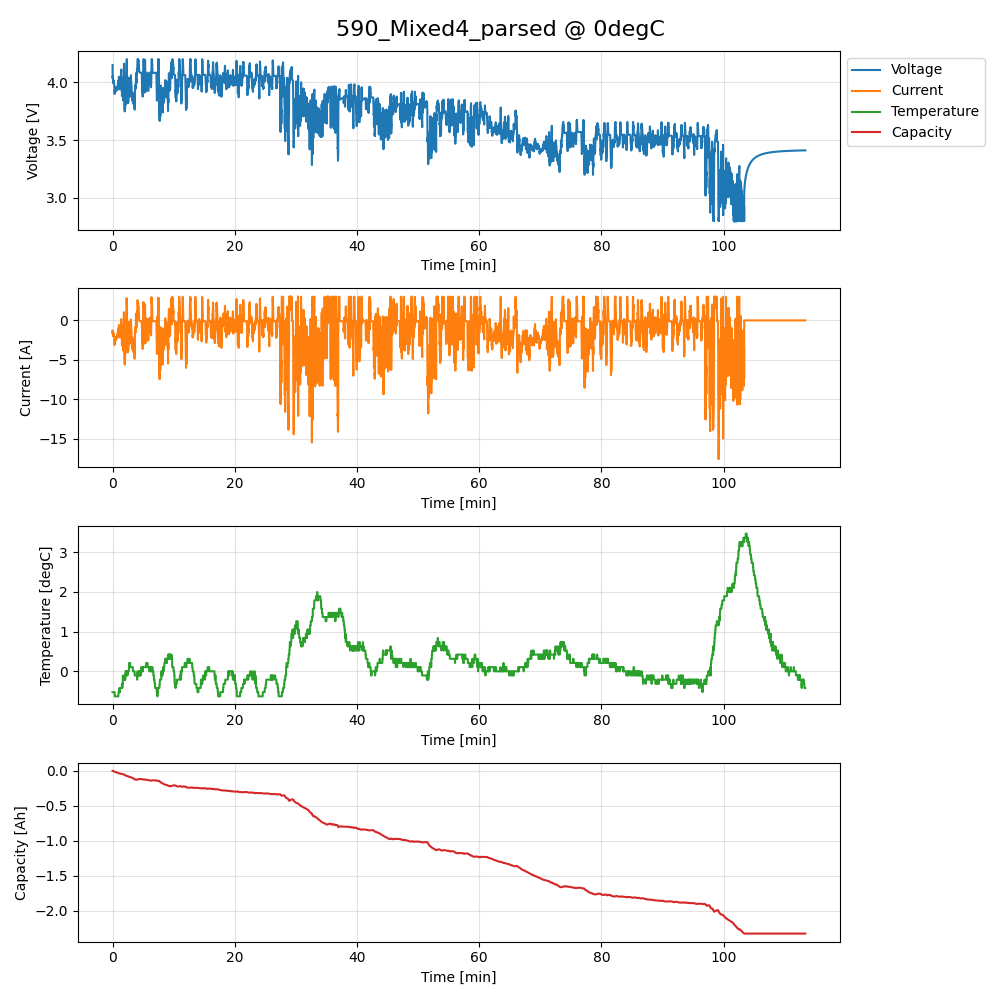 590_Mixed4_parsed @ 0degC
Voltage
Current
Temperature
Capacity
Voltage [V]
4.0
3.5
3.0
0 20 40 60 80 100
Time [min]
Current [A]
0
−5
−10
−15
0 20 40 60 80 100
Time [min]
Temperature [degC]
3
2
1
0
0 20 40 60 80 100
Time [min]
Capacity [Ah]
0.0
−0.5
−1.0
−1.5
−2.0
0 20 40 60 80 100
Time [min]